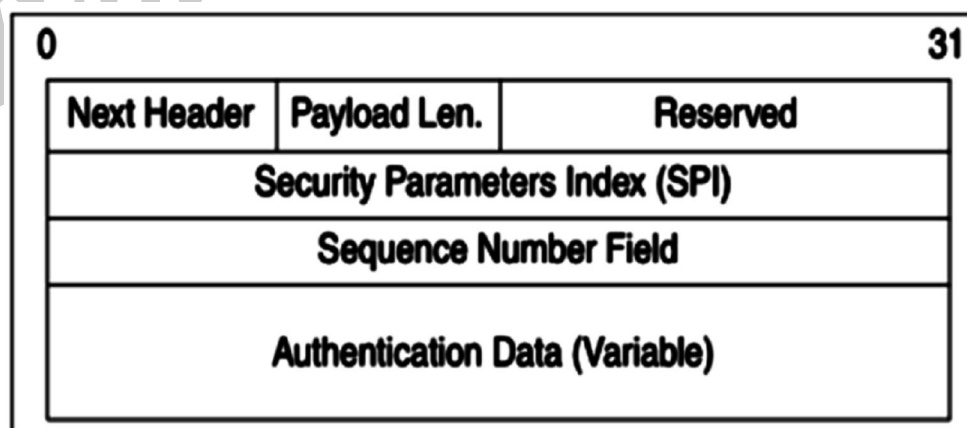 0 31
Next Header Payload Len. Reserved
Security Parameters Index (SPI)
Sequence Number Field
Authentication Data (Variable)